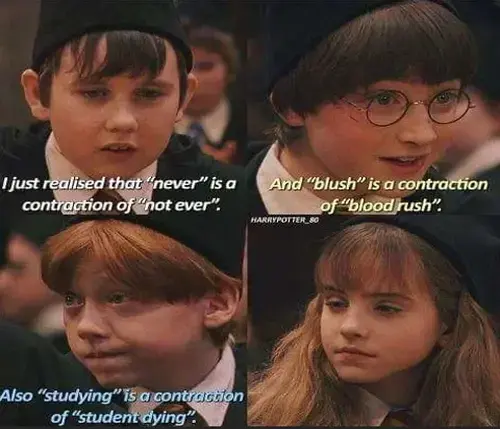 I just realised that "never" is a
contraction of "not ever".
And "blush" is a contraction
of "blood rush".
HARRYPOTTER_80
Also "studying" is a contraction
of "student dying".